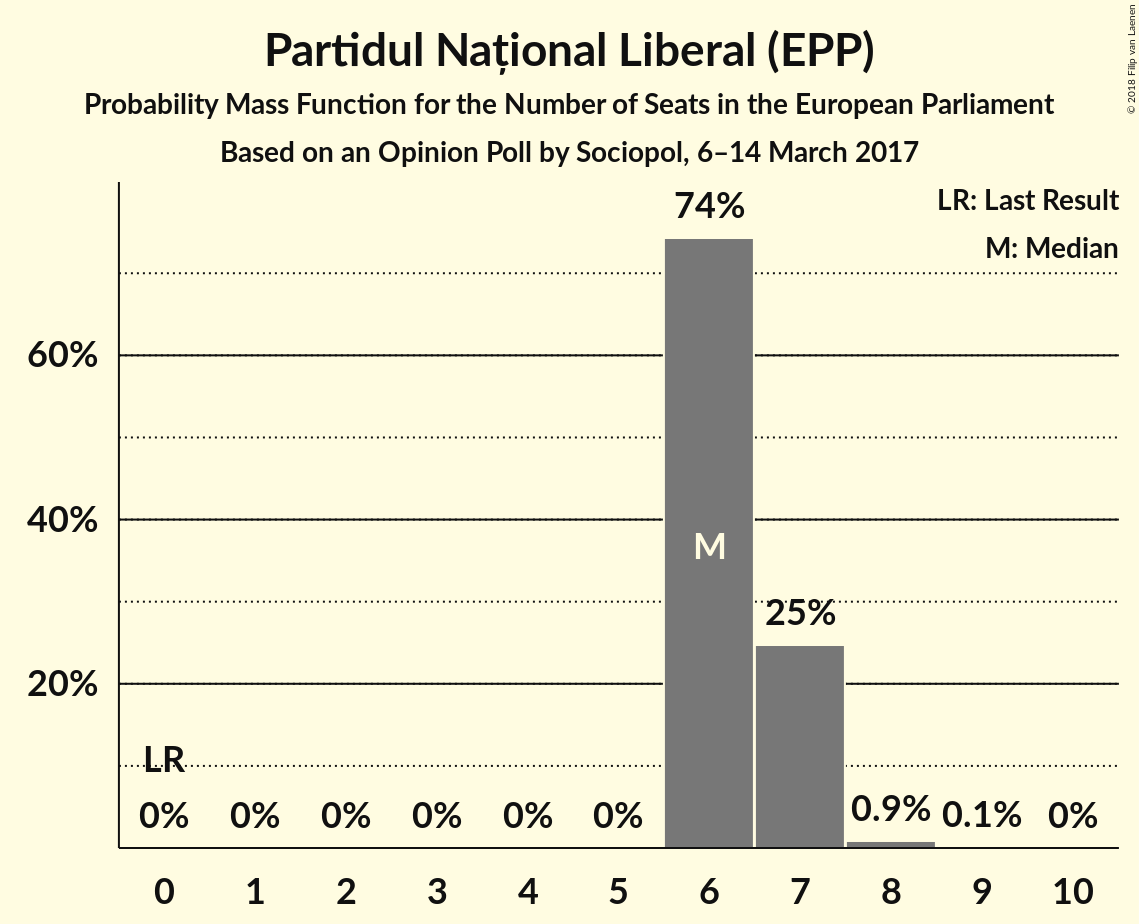 Partidul Național Liberal (EPP)
Probability Mass Function for the Number of Seats in the European Parliament
Based on an Opinion Poll by Sociopol, 6–14 March 2017
© 2018 Filip van Laenen
LR: Last Result
M: Median
74%
60%
40%
M
25%
20%
LR
0% 0% 0% 0% 0% 0% 0.9% 0.1% 0%
0 1 2 3 4 5 6 7 8 9 10